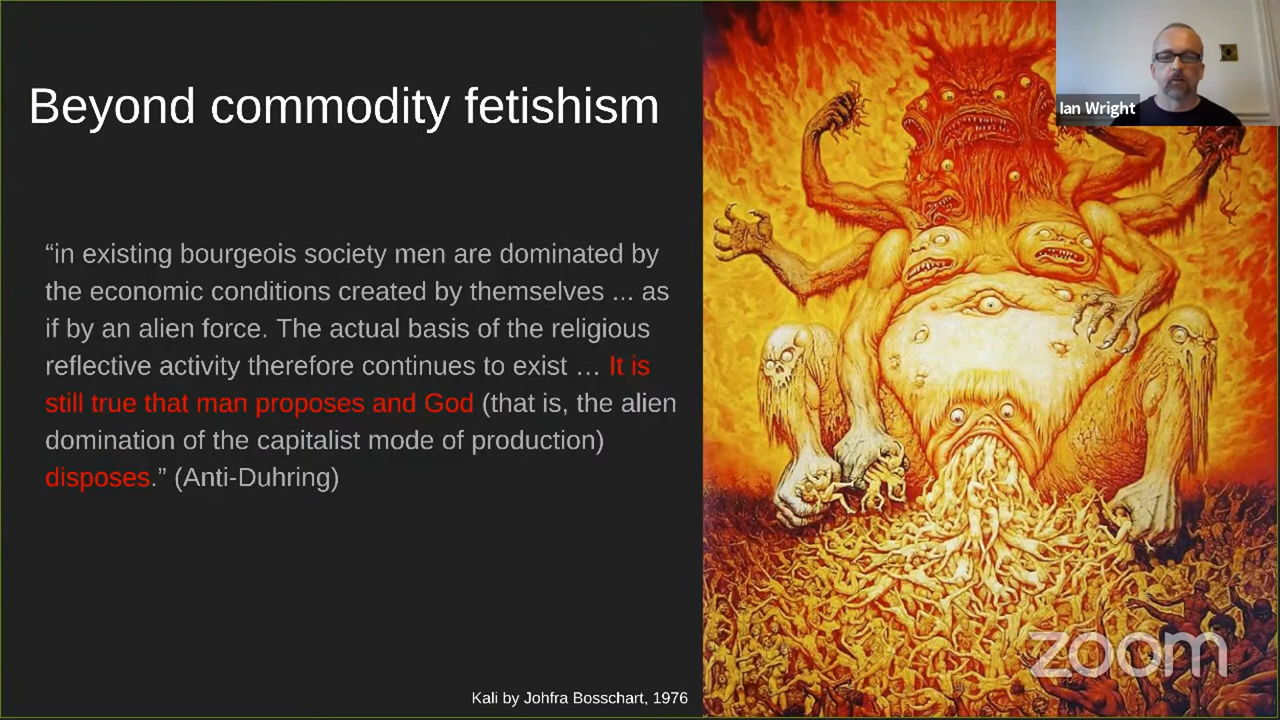 Beyond commodity fetishism
Ian Wright
“in existing bourgeois society men are dominated by
the economic conditions created by themselves ... as
if by an alien force. The actual basis of the religious
reflective activity therefore continues to exist … It is
still true that man proposes and God (that is, the alien
domination of the capitalist mode of production)
disposes.” (Anti-Duhring)
Kali by Johfra Bosschart, 1976
zoom